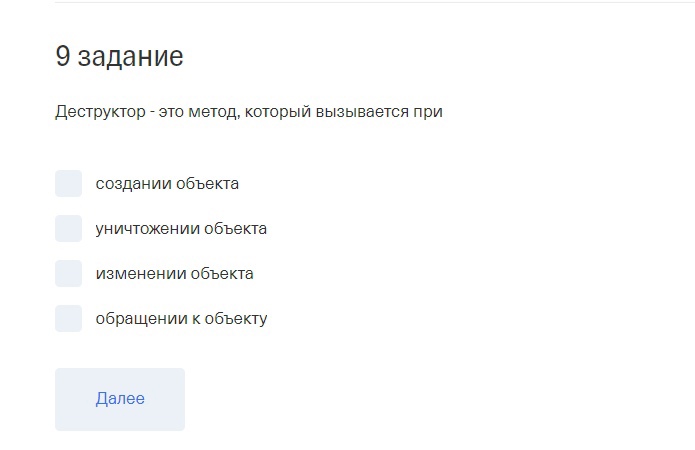 9 задание
Деструктор - это метод, который вызывается при
создании объекта
уничтожении объекта
изменении объекта
обращении к объекту
Далее